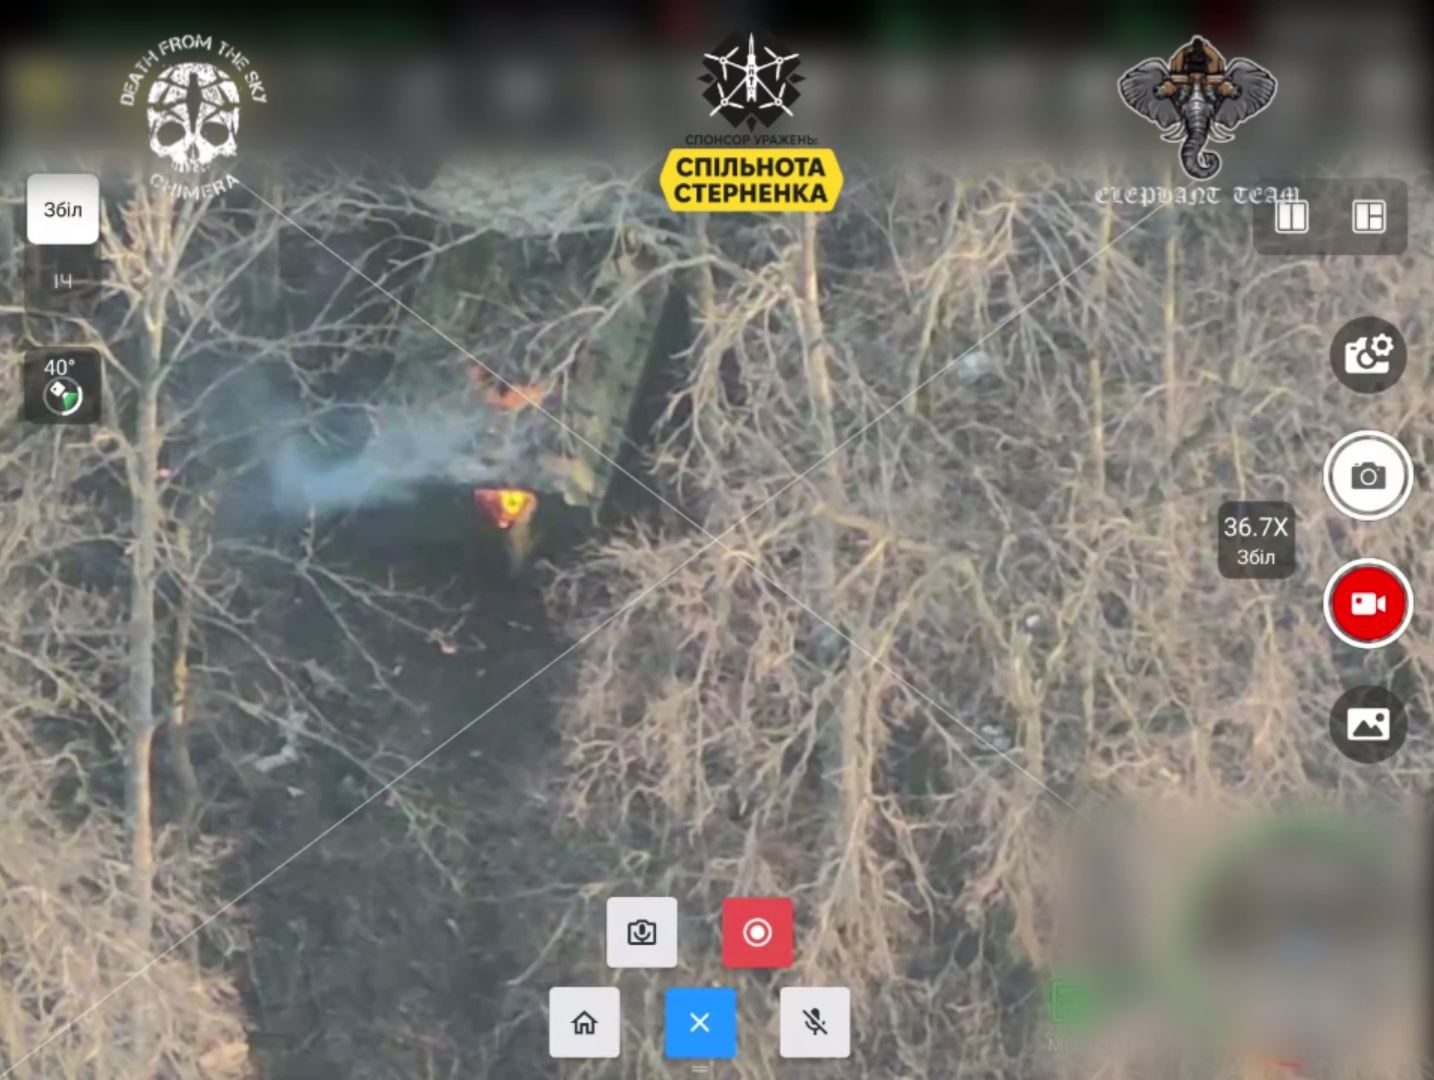 DEATH FROM THE SKY
CHIMERA
СПОНСОР УРАЖЕНЬ:
СПІЛЬНОТА
СТЕРНЕНКА
ELEPHANT TEAM
Збіл
ІЧ
40°
36.7X
Збіл